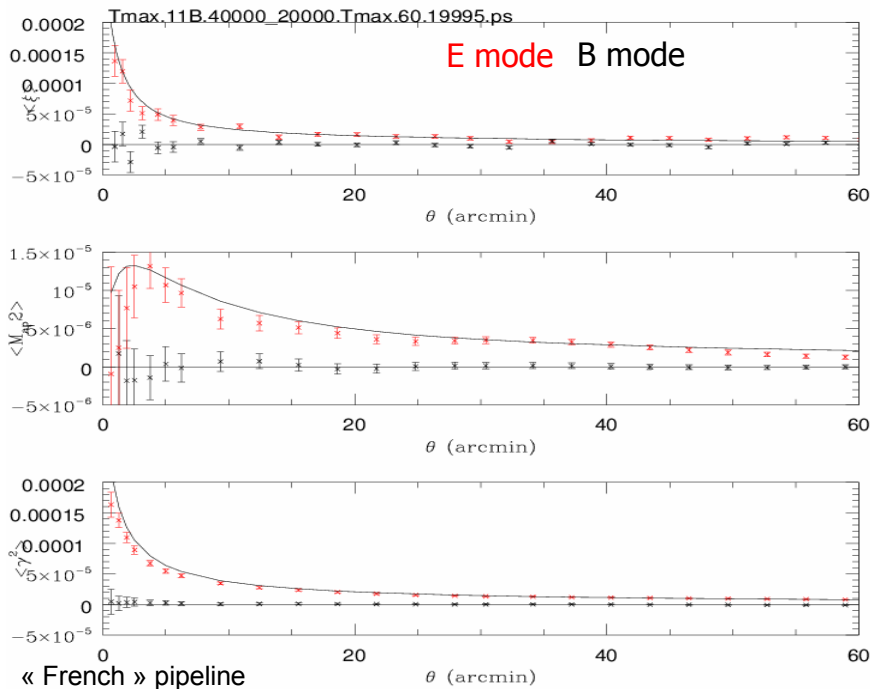 Tmax.11B.40000_20000.Tmax.60.19995.ps
E mode B mode
0.0002
0.00015
0.0001
5×10⁻⁵
0
−5×10⁻⁵
<ξ>
0 20 40 60
θ (arcmin)
1.5×10⁻⁵
10⁻⁵
5×10⁻⁶
0
−5×10⁻⁶
<M_ap2>
0 20 40 60
θ (arcmin)
0.0002
0.00015
0.0001
5×10⁻⁵
0
−5×10⁻⁵
<γ²>
0 20 40 60
θ (arcmin)
« French » pipeline